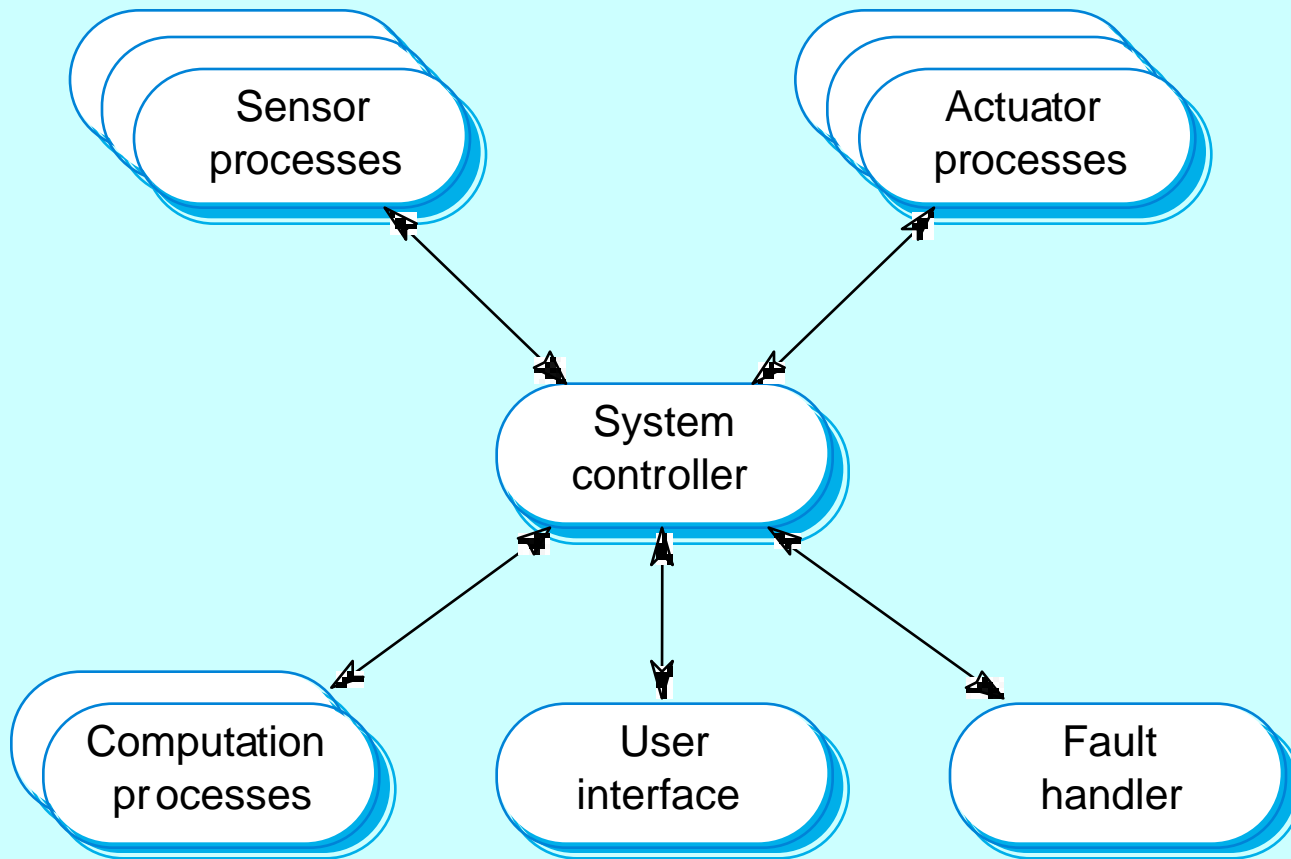 Sensor
processes
Actuator
processes
System
controller
Computation
processes
User
interface
Fault
handler